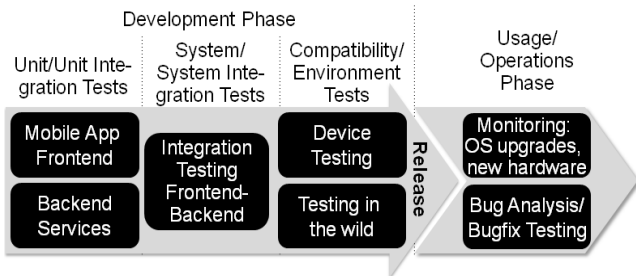 Development Phase
Unit/Unit Inte-
gration Tests
System/
System Inte-
gration Tests
Compatibility/
Environment
Tests
Usage/
Operations
Phase
Mobile App
Frontend
Backend
Services
Integration
Testing
Frontend-
Backend
Device
Testing
Testing in
the wild
Release
Monitoring:
OS upgrades,
new hardware
Bug Analysis/
Bugfix Testing